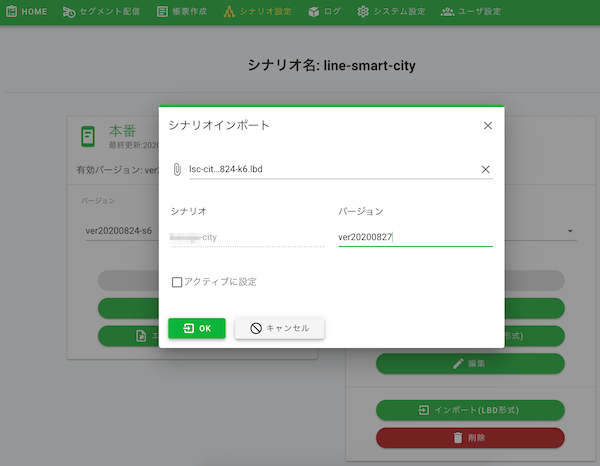 HOME セグメント配信 帳票作成 シナリオ設定 ログ システム設定 ユーザ設定
シナリオ名: line-smart-city
本番
最終更新:2020
有効バージョン: ver2
バージョン
ver20200824-s6
エ
シナリオインポート
lsc-cit...824-k6.lbd
シナリオ バージョン
-city ver20200827
アクティブに設定
OK キャンセル
形式)
編集
インポート(LBD形式)
削除